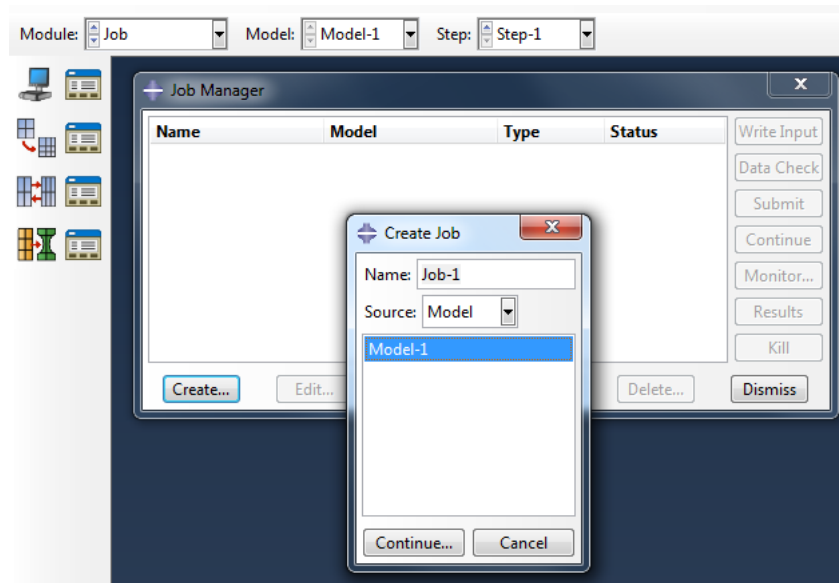 Module: Job Model: Model-1 Step: Step-1
Job Manager
Name Model Type Status
Write Input
Data Check
Submit
Continue
Monitor...
Results
Kill
Create... Edit... Delete... Dismiss
Create Job
Name: Job-1
Source: Model
Model-1
Continue... Cancel